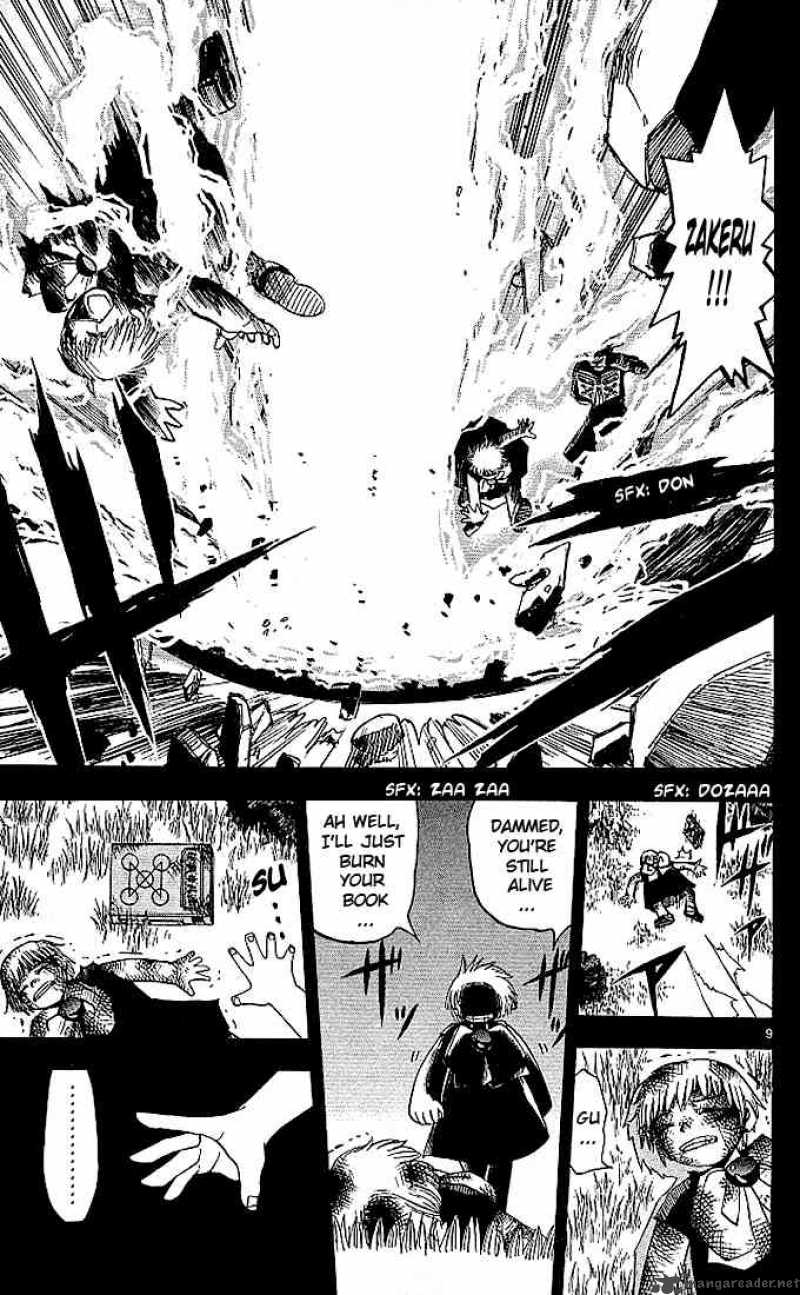 ZAKERU
!!!
SFX: DON
SFX: DOZAAA
SFX: ZAA ZAA
DAMMED,
YOU'RE
STILL
ALIVE
...
AH WELL,
I'LL JUST
BURN
YOUR
BOOK ...
SU
...
9
GU
...
.........
mangareader.net